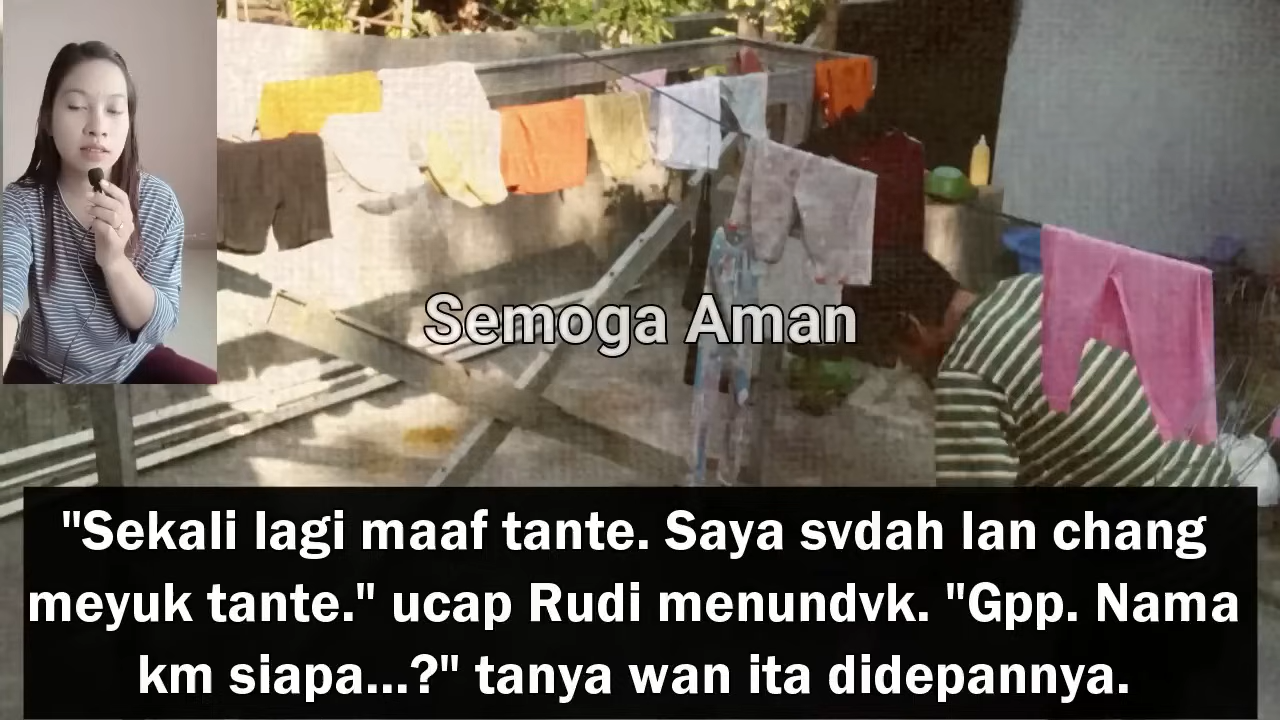 Semoga Aman
"Sekali lagi maaf tante. Saya svdah lan chang
meyuk tante." ucap Rudi menundvk. "Gpp. Nama
km siapa...?" tanya wan ita didepannya.